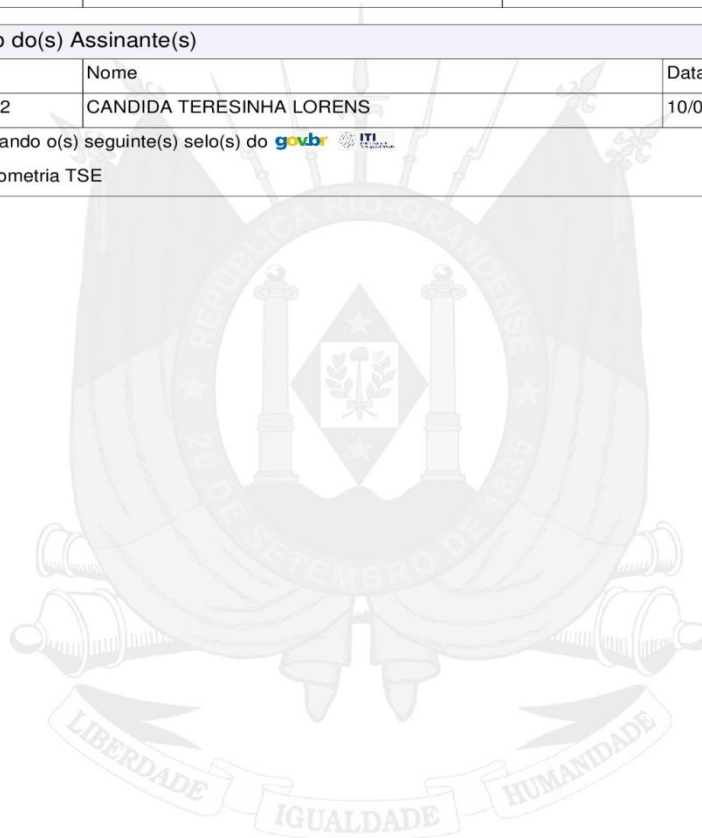 o do(s) Assinante(s)
Nome Data
2 CANDIDA TERESINHA LORENS 10/0
ando o(s) seguinte(s) selo(s) do gov.br ITI
ometria TSE
REPÚBLICA RIO-GRANDENSE
20 DE SETEMBRO DE 1835
LIBERDADE IGUALDADE HUMANIDADE